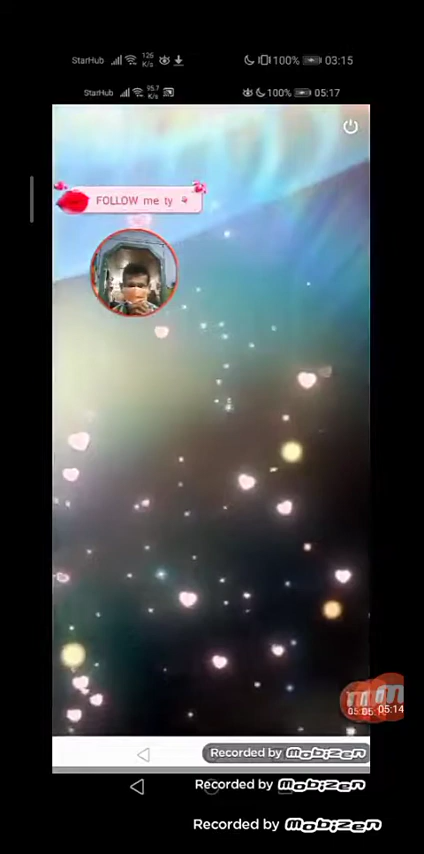 StarHub 126 K/s 100% 03:15
StarHub 95.7 K/s 100% 05:17
FOLLOW me ty
05:14
Recorded by mobizen
Recorded by mobizen
Recorded by mobizen